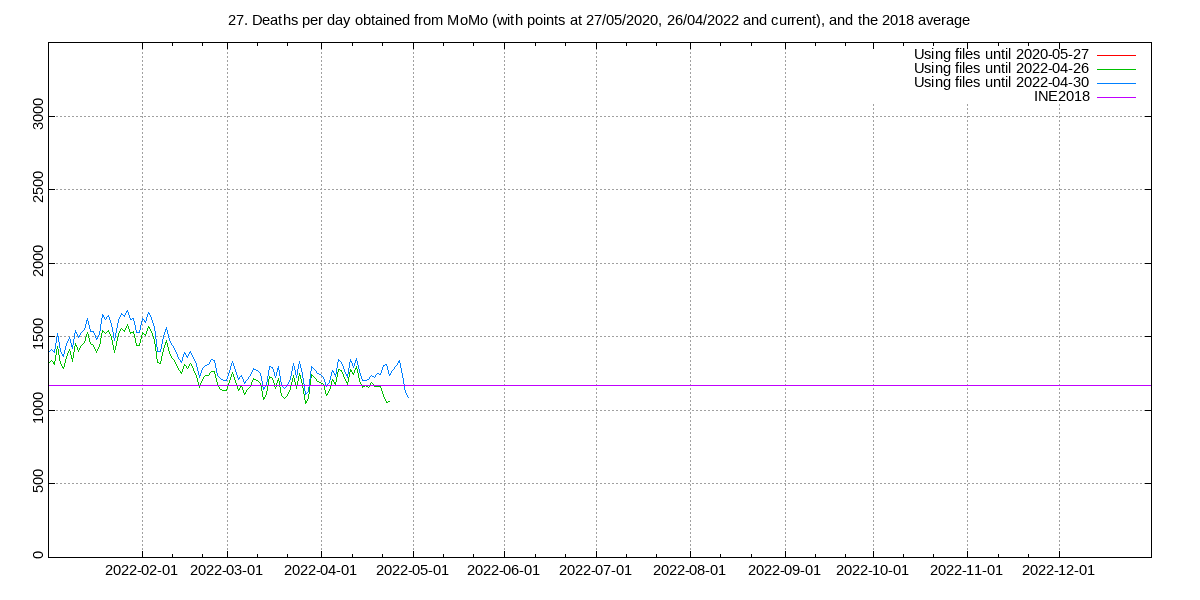 27. Deaths per day obtained from MoMo (with points at 27/05/2020, 26/04/2022 and current), and the 2018 average
Using files until 2020-05-27
Using files until 2022-04-26
Using files until 2022-04-30
INE2018
3000
2500
2000
1500
1000
500
0
2022-02-01 2022-03-01 2022-04-01 2022-05-01 2022-06-01 2022-07-01 2022-08-01 2022-09-01 2022-10-01 2022-11-01 2022-12-01